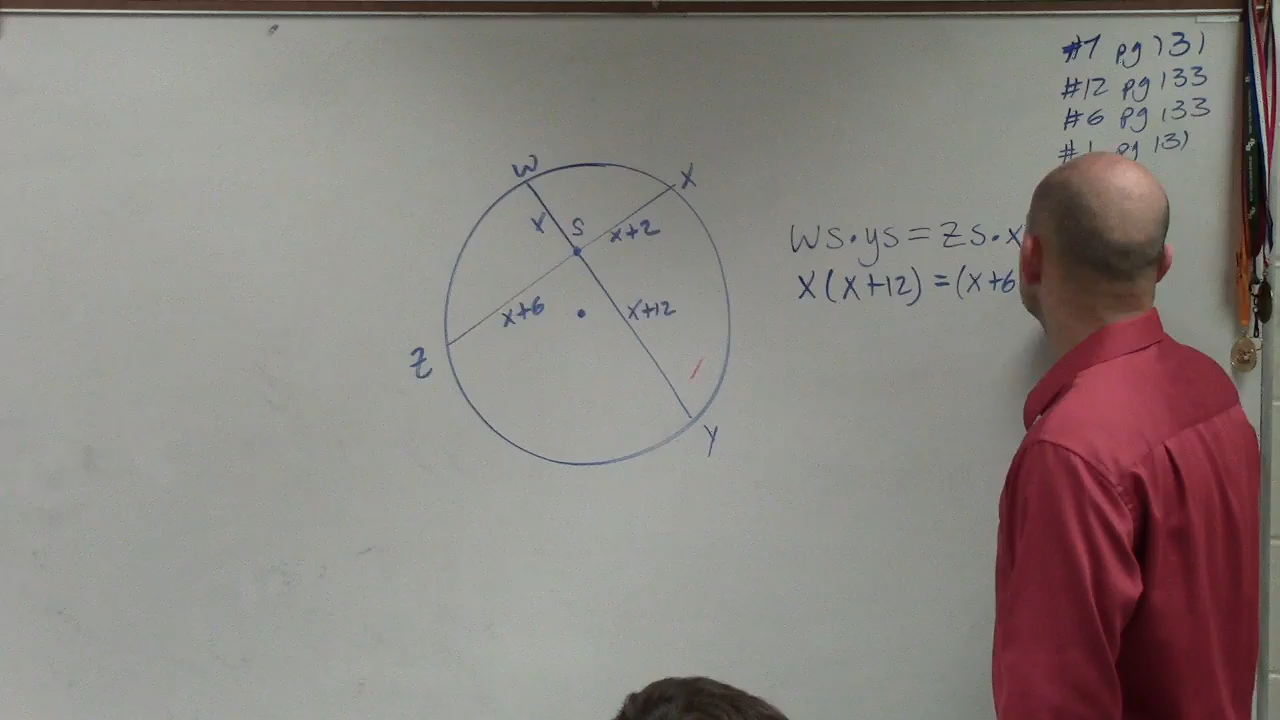 #7 pg 131
#12 pg 133
#6 pg 133
#1 pg 131
W
X
x
S
x+2
WS·YS = ZS·X
x(x+12) = (x+6
x+6
x+12
Z
Y